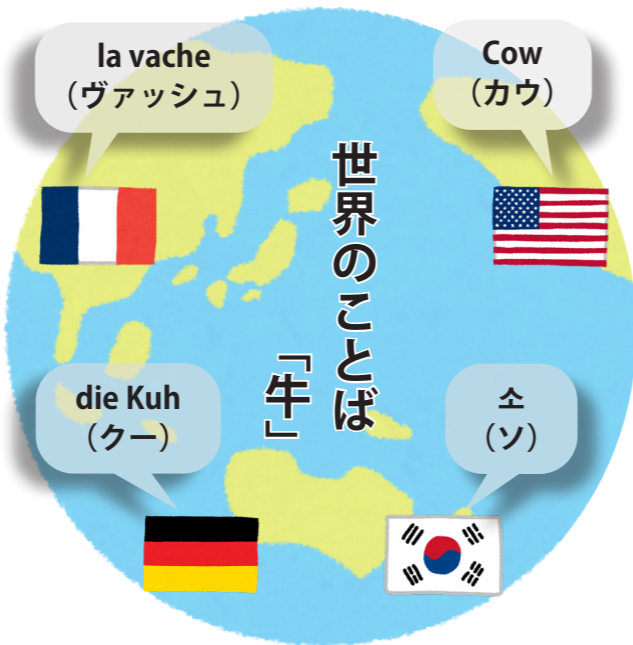 la vache
（ヴァッシュ）
Cow
（カウ）
世界のことば
「牛」
die Kuh
（クー）
소
（ソ）